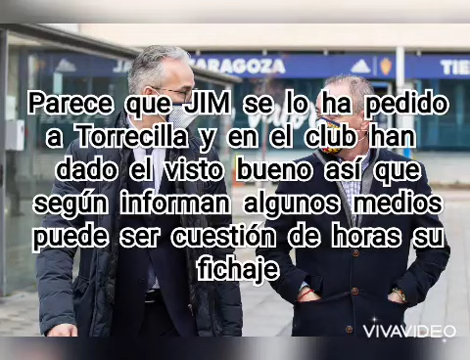 ZARAGOZA
TIE
Parece que JIM se lo ha pedido
a Torrecilla y en el club han
dado el visto bueno así que
según informan algunos medios
puede ser cuestión de horas su
fichaje
VIVAVIDEO